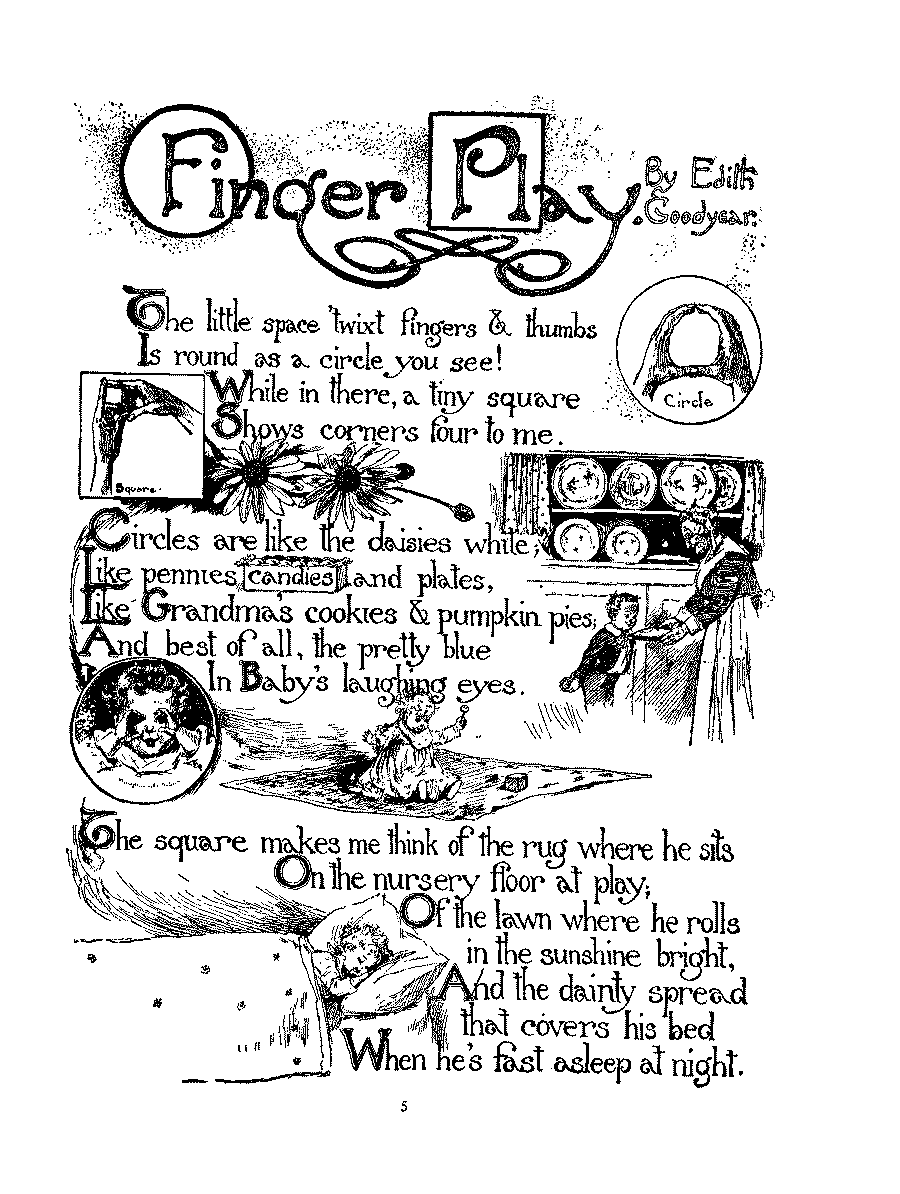 Finger Play
By Edith
Goodyear.
The little space 'twixt fingers & thumbs
Is round as a circle you see!
While in there, a tiny square
Shows corners four to me.
Circle
Square.
Circles are like the daisies white;
Like pennies, candies, and plates,
Like Grandma's cookies & pumpkin pies;
And best of all, the pretty blue
In Baby's laughing eyes.
The square makes me think of the rug where he sits
On the nursery floor at play;
Of the lawn where he rolls
in the sunshine bright,
And the dainty spread
that covers his bed
When he's fast asleep at night.
5